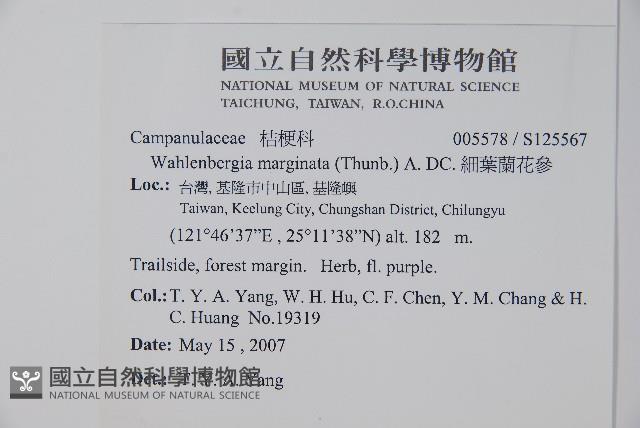 國立自然科學博物館
NATIONAL MUSEUM OF NATURAL SCIENCE
TAICHUNG, TAIWAN, R.O.CHINA
Campanulaceae 桔梗科 005578 / S125567
Wahlenbergia marginata (Thunb.) A. DC. 細葉蘭花參
Loc.: 台灣, 基隆市中山區, 基隆嶼
Taiwan, Keelung City, Chungshan District, Chilungyu
(121°46'37"E , 25°11'38"N) alt. 182 m.
Trailside, forest margin. Herb, fl. purple.
Col.: T. Y. A. Yang, W. H. Hu, C. F. Chen, Y. M. Chang & H.
C. Huang No.19319
Date: May 15 , 2007
Det.: T. Y. A. Yang
國立自然科學博物館
NATIONAL MUSEUM OF NATURAL SCIENCE